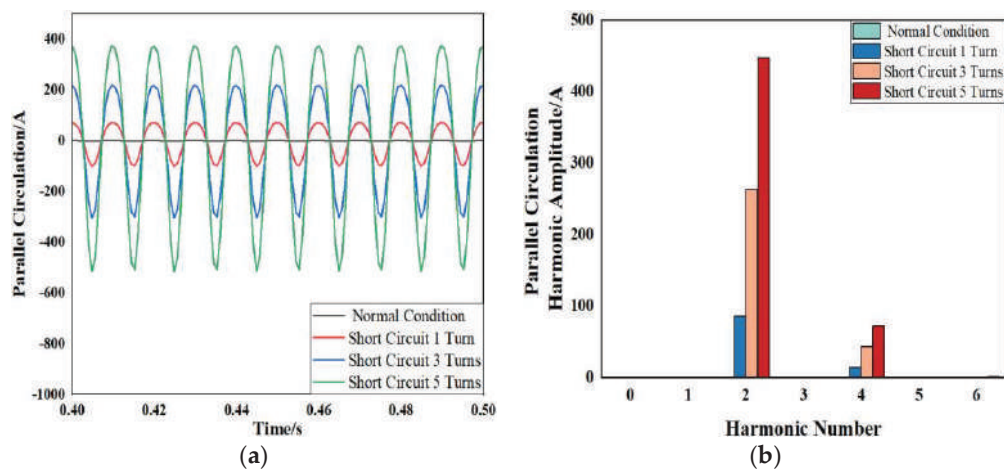 400
200
0
-200
-400
-600
-800
-1000
Parallel Circulation/A
Normal Condition
Short Circuit 1 Turn
Short Circuit 3 Turns
Short Circuit 5 Turns
0.40 0.42 0.44 0.46 0.48 0.50
Time/s
(a)
500
400
300
200
100
0
Parallel Circulation
Harmonic Amplitude/A
Normal Condition
Short Circuit 1 Turn
Short Circuit 3 Turns
Short Circuit 5 Turns
0 1 2 3 4 5 6
Harmonic Number
(b)